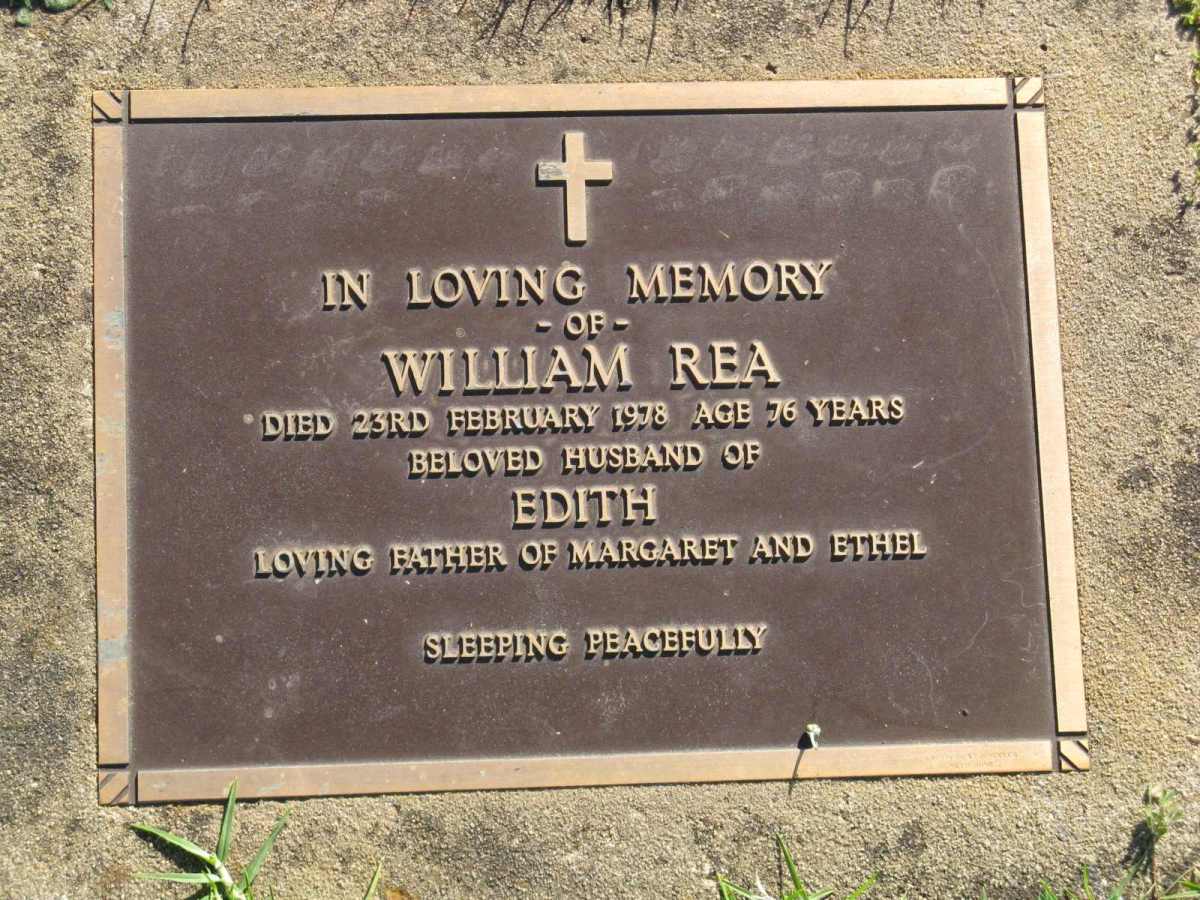 IN LOVING MEMORY
- OF -
WILLIAM REA
DIED 23RD FEBRUARY 1978 AGE 76 YEARS
BELOVED HUSBAND OF
EDITH
LOVING FATHER OF MARGARET AND ETHEL
SLEEPING PEACEFULLY